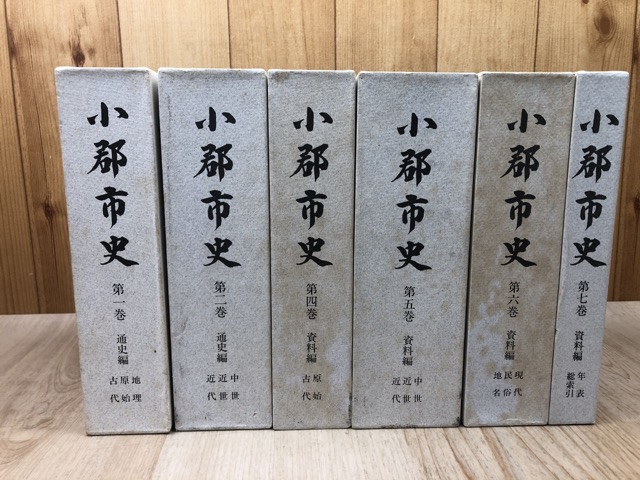 小郡市史
第一巻 通史編
地理
原始
古代
小郡市史
第二巻 通史編
中世
近世
近代
小郡市史
第四巻 資料編
原始
古代
小郡市史
第五巻 資料編
中世
近世
近代
小郡市史
第六巻 資料編
現代
民俗
地名
小郡市史
第七巻 資料編
年表
総索引